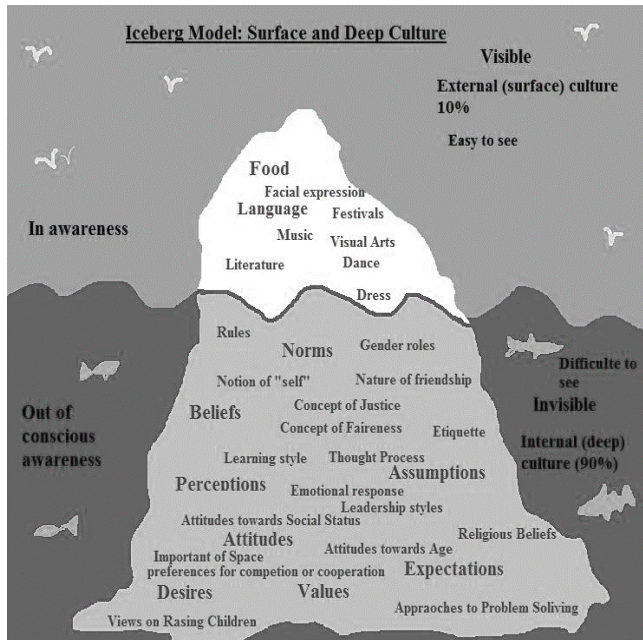 Iceberg Model: Surface and Deep Culture
Visible
External (surface) culture
10%
Easy to see
Food
Facial expression
Language
Festivals
In awareness
Music
Visual Arts
Literature
Dance
Dress
Rules
Norms
Gender roles
Difficulte to
see
Notion of "self"
Nature of friendship
Invisible
Beliefs
Concept of Justice
Out of
conscious
awareness
Concept of Faireness
Etiquette
Internal (deep)
culture (90%)
Learning style
Thought Process
Perceptions
Assumptions
Emotional response
Leadership styles
Attitudes towards Social Status
Attitudes
Religious Beliefs
Important of Space
Attitudes towards Age
preferences for competion or cooperation
Expectations
Desires
Values
Views on Rasing Children
Appraoches to Problem Soliving